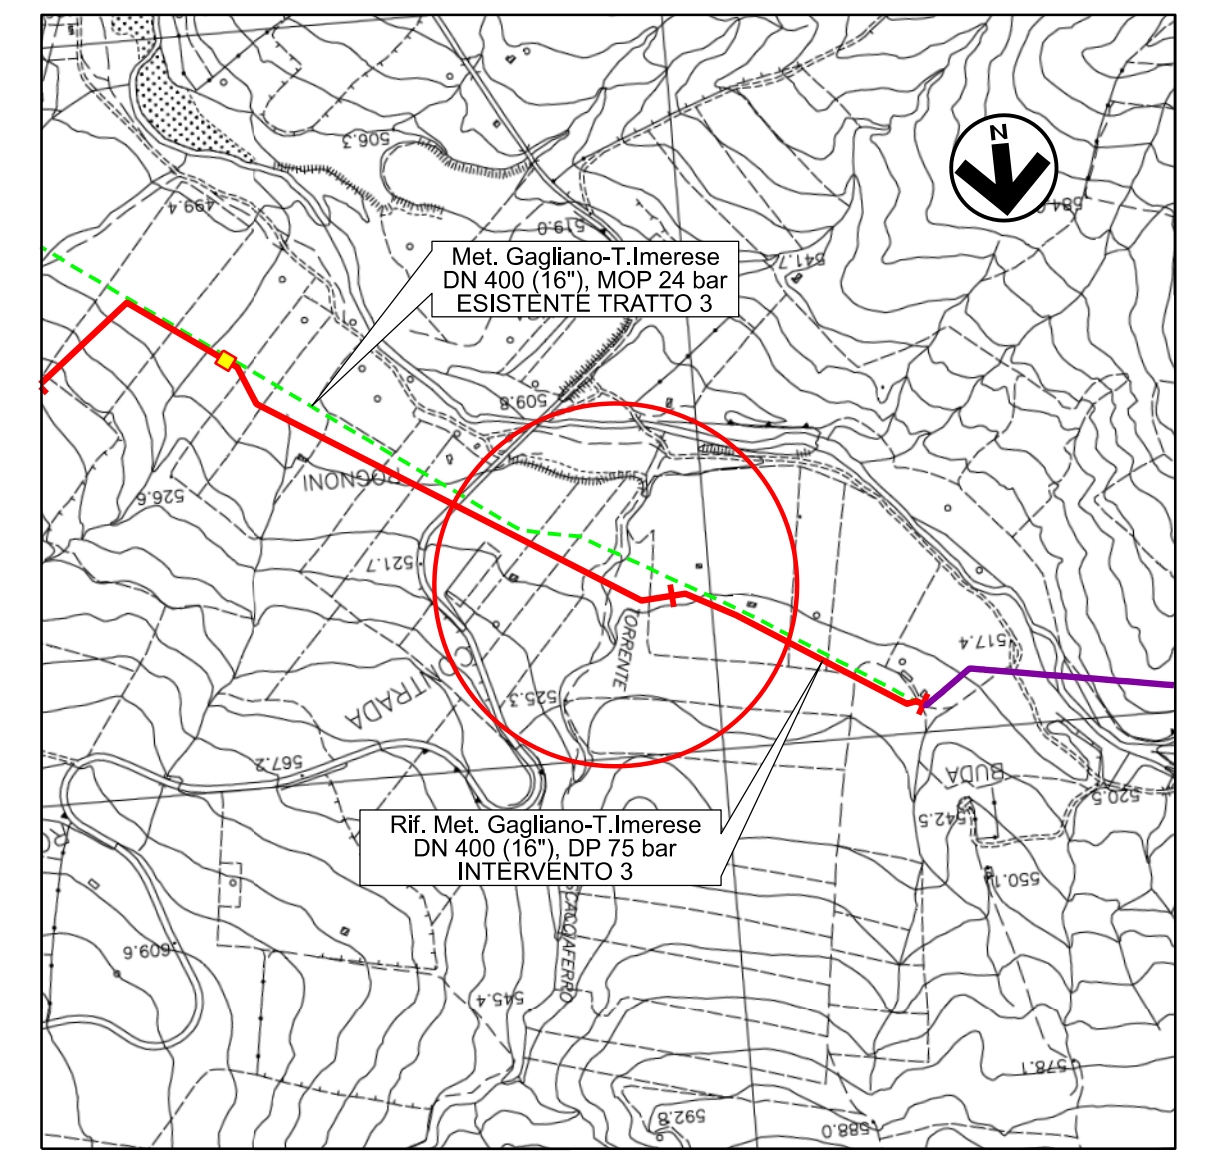 506.3
N
499.4
519.0
584.0
541.7
Met. Gagliano-T.Imerese
DN 400 (16"), MOP 24 bar
ESISTENTE TRATTO 3
509.8
ROGNONI
526.6
521.7
TORRENTE
517.4
CONTRADA
525.3
567.2
BUDA
520.5
542.5
Rif. Met. Gagliano-T.Imerese
DN 400 (16"), DP 75 bar
INTERVENTO 3
550.1
SCACCIAFERRO
609.6
545.4
578.1
592.8
588.0